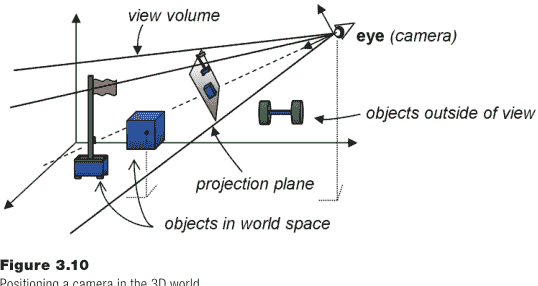 view volume
eye (camera)
objects outside of view
projection plane
objects in world space
Figure 3.10
Positioning a camera in the 3D world